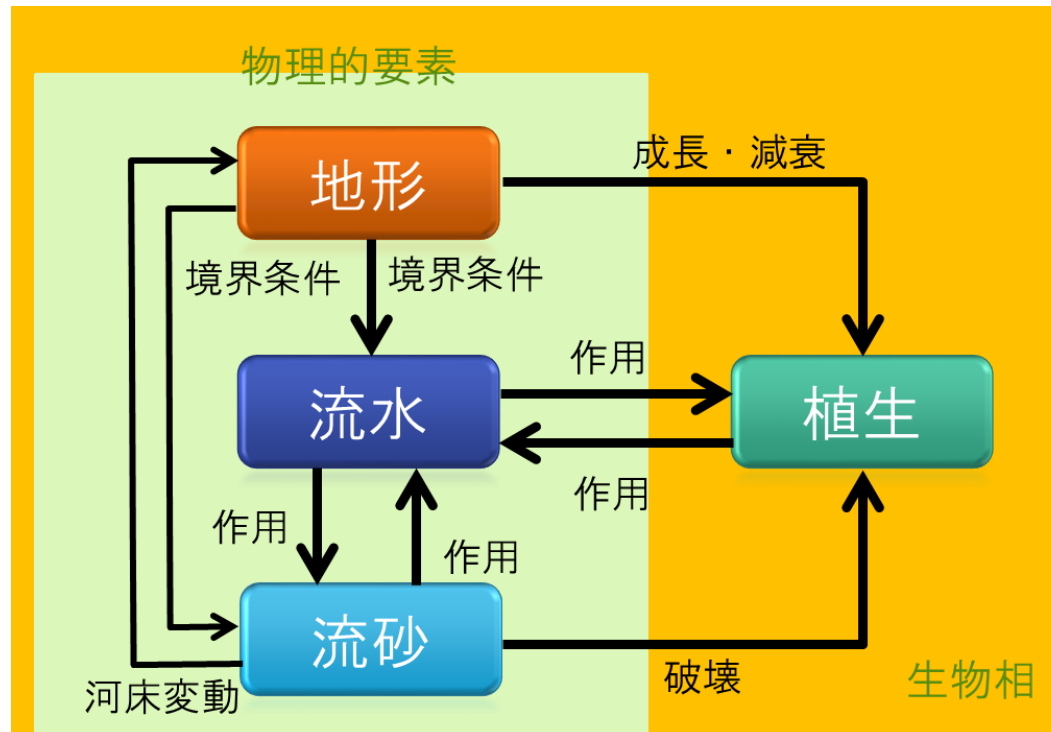 物理的要素
成長・減衰
地形
境界条件
境界条件
作用
流水
植生
作用
作用
作用
流砂
破壊
生物相
河床変動